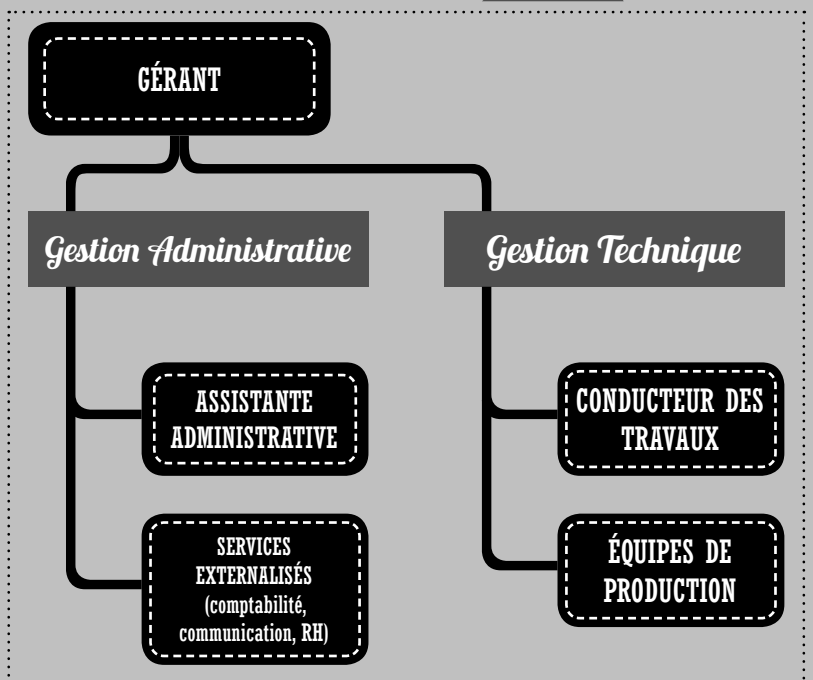 GÉRANT
Gestion Administrative
Gestion Technique
ASSISTANTE
ADMINISTRATIVE
CONDUCTEUR DES
TRAVAUX
SERVICES
EXTERNALISÉS
(comptabilité,
communication, RH)
ÉQUIPES DE
PRODUCTION